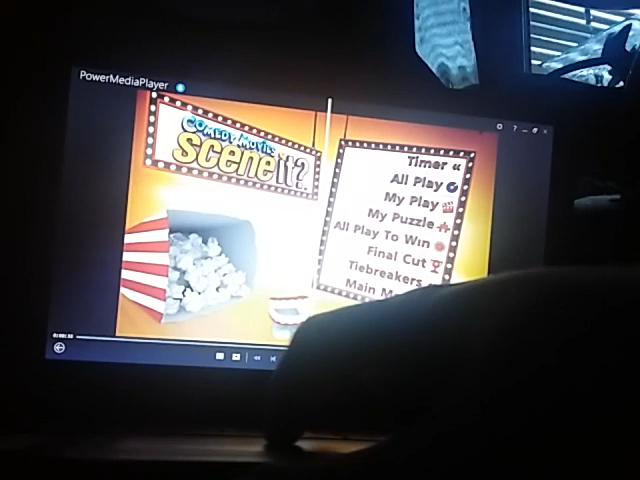 PowerMediaPlayer
?
COMEDY MOVIES
Scene it?
Timer
All Play
My Play
My Puzzle
All Play To Win
Final Cut
Tiebreakers
Main